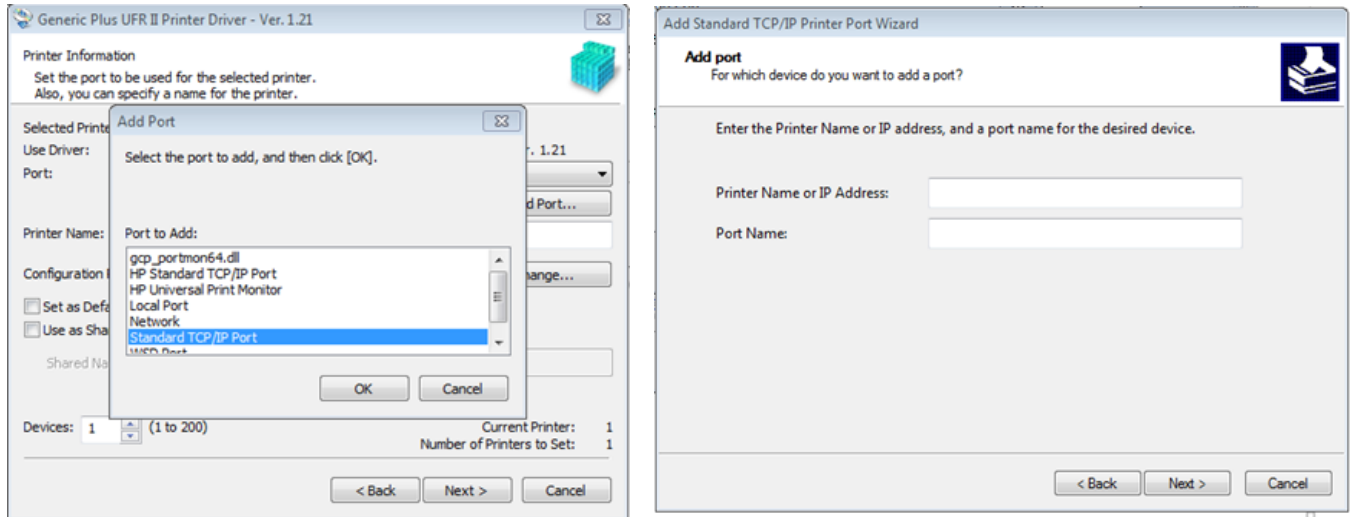 Generic Plus UFR II Printer Driver - Ver. 1.21
Printer Information
Set the port to be used for the selected printer.
Also, you can specify a name for the printer.
Selected Printe
Use Driver:
r. 1.21
Port:
d Port...
Printer Name:
Configuration
hange...
Set as Defa
Use as Sha
Shared Na
Add Port
Select the port to add, and then click [OK].
Port to Add:
gcp_portmon64.dll
HP Standard TCP/IP Port
HP Universal Print Monitor
Local Port
Network
Standard TCP/IP Port
WSD Port
OK Cancel
Devices: 1 (1 to 200)
Current Printer: 1
Number of Printers to Set: 1
< Back Next > Cancel
Add Standard TCP/IP Printer Port Wizard
Add port
For which device do you want to add a port?
Enter the Printer Name or IP address, and a port name for the desired device.
Printer Name or IP Address:
Port Name:
< Back Next > Cancel